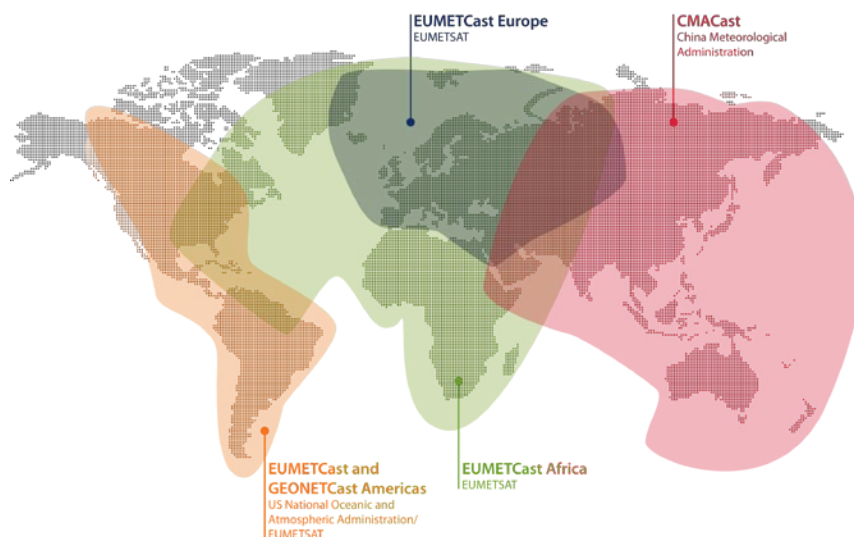 EUMETCast Europe
EUMETSAT
CMACast
China Meteorological
Administration
EUMETCast and
GEONETCast Americas
US National Oceanic and
Atmospheric Administration/
EUMETSAT
EUMETCast Africa
EUMETSAT